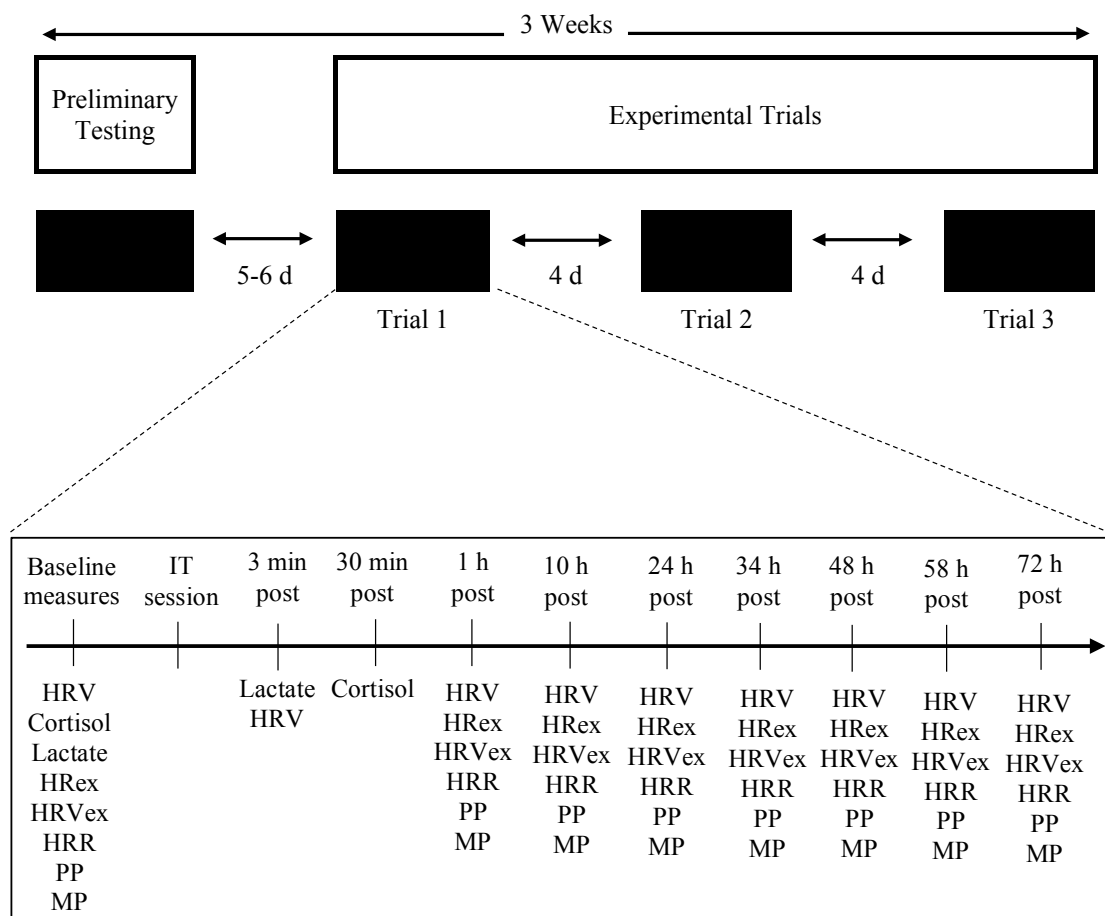 3 Weeks
Preliminary
Testing
Experimental Trials
5-6 d
4 d
4 d
Trial 1
Trial 2
Trial 3
Baseline
measures
IT
session
3 min
post
30 min
post
1 h
post
10 h
post
24 h
post
34 h
post
48 h
post
58 h
post
72 h
post
HRV
Cortisol
Lactate
HRex
HRVex
HRR
PP
MP
Lactate
HRV
Cortisol
HRV
HRex
HRVex
HRR
PP
MP
HRV
HRex
HRVex
HRR
PP
MP
HRV
HRex
HRVex
HRR
PP
MP
HRV
HRex
HRVex
HRR
PP
MP
HRV
HRex
HRVex
HRR
PP
MP
HRV
HRex
HRVex
HRR
PP
MP
HRV
HRex
HRVex
HRR
PP
MP